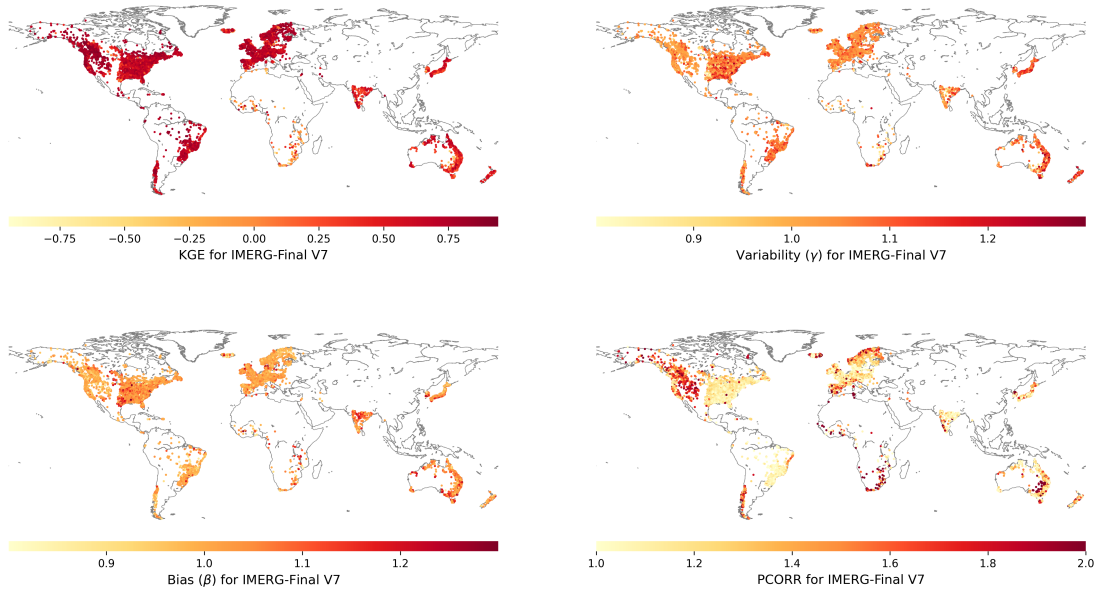 −0.75 −0.50 −0.25 0.00 0.25 0.50 0.75
KGE for IMERG-Final V7
0.9 1.0 1.1 1.2
Variability (γ) for IMERG-Final V7
0.9 1.0 1.1 1.2
Bias (β) for IMERG-Final V7
1.0 1.2 1.4 1.6 1.8 2.0
PCORR for IMERG-Final V7